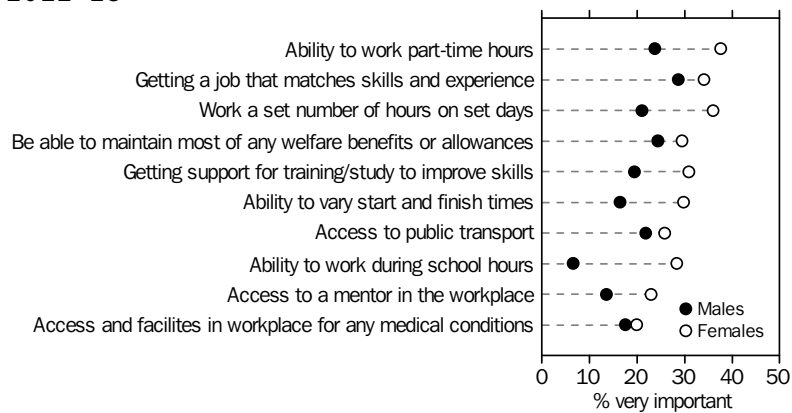 Ability to work part-time hours
Getting a job that matches skills and experience
Work a set number of hours on set days
Be able to maintain most of any welfare benefits or allowances
Getting support for training/study to improve skills
Ability to vary start and finish times
Access to public transport
Ability to work during school hours
Access to a mentor in the workplace
Access and facilites in workplace for any medical conditions
Males
Females
0 10 20 30 40 50
% very important